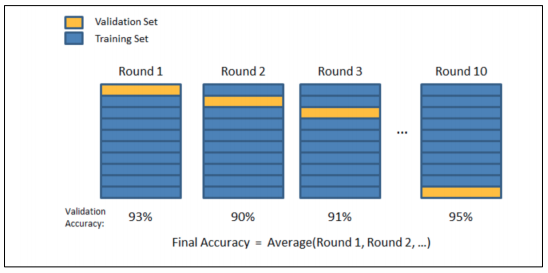 Validation Set
Training Set
Round 1 Round 2 Round 3 Round 10
...
Validation
Accuracy: 93% 90% 91% 95%
Final Accuracy = Average(Round 1, Round 2, ...)